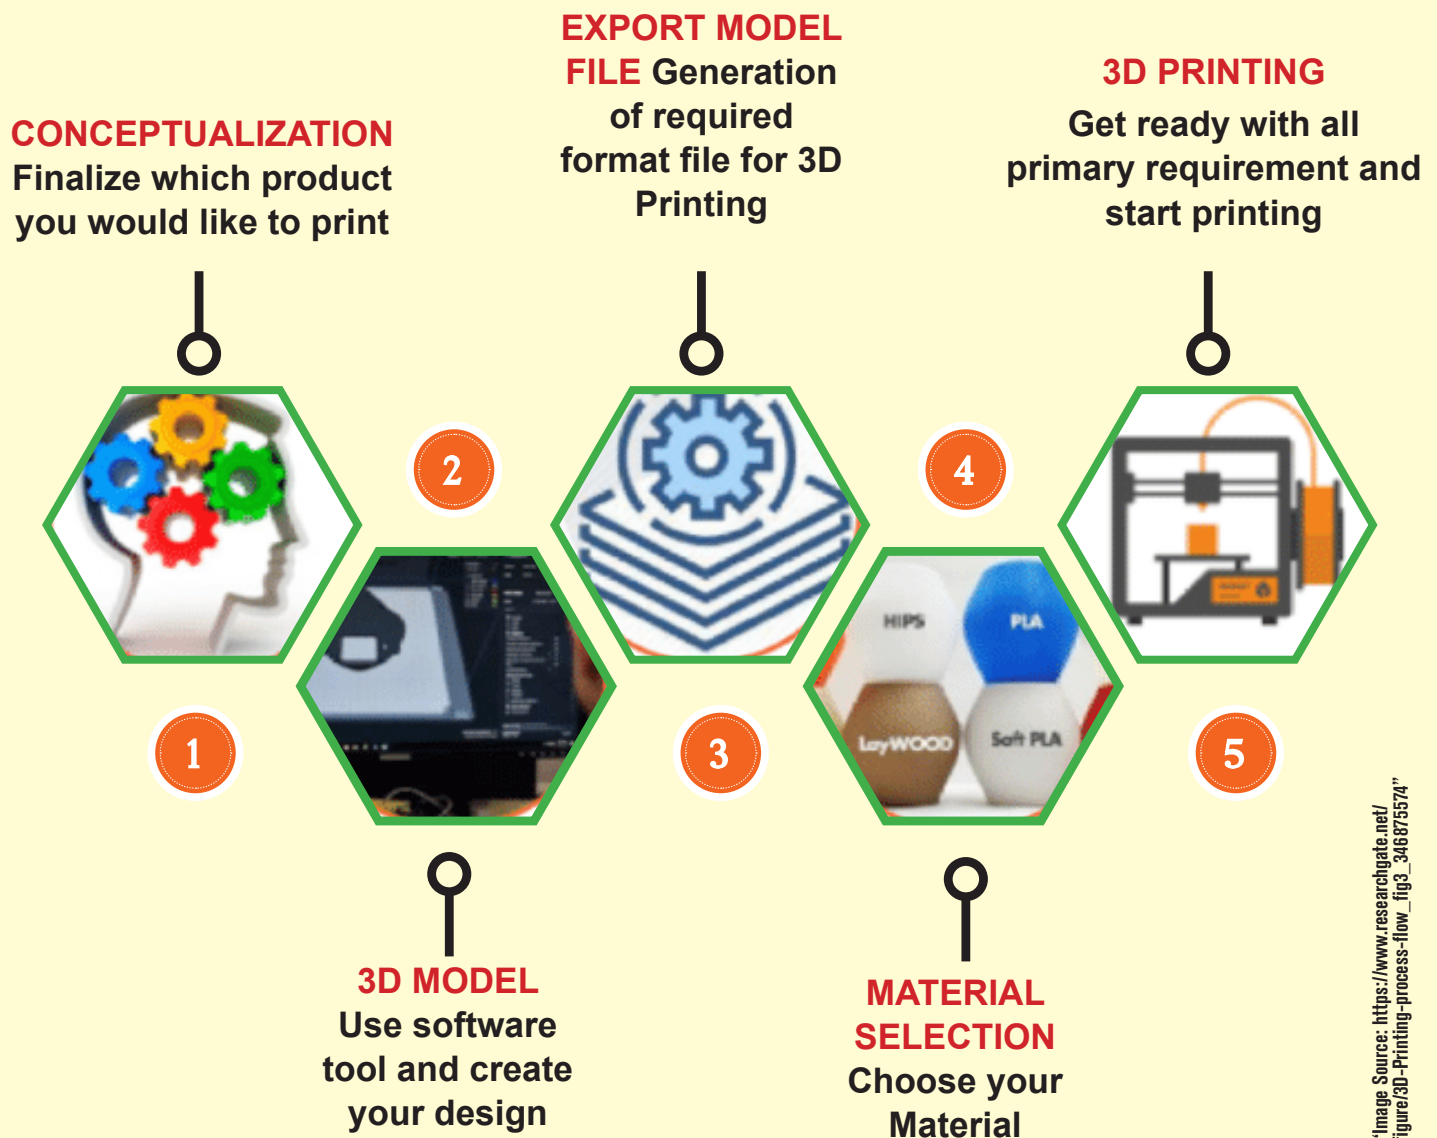 CONCEPTUALIZATION
Finalize which product
you would like to print
1
2
3D MODEL
Use software
tool and create
your design
EXPORT MODEL
FILE Generation
of required
format file for 3D
Printing
3
4
HIPS
PLA
LayWOOD
Soft PLA
MATERIAL
SELECTION
Choose your
Material
3D PRINTING
Get ready with all
primary requirement and
start printing
5
"Image Source: https://www.researchgate.net/
figure/3D-Printing-process-flow_fig3_346875574"